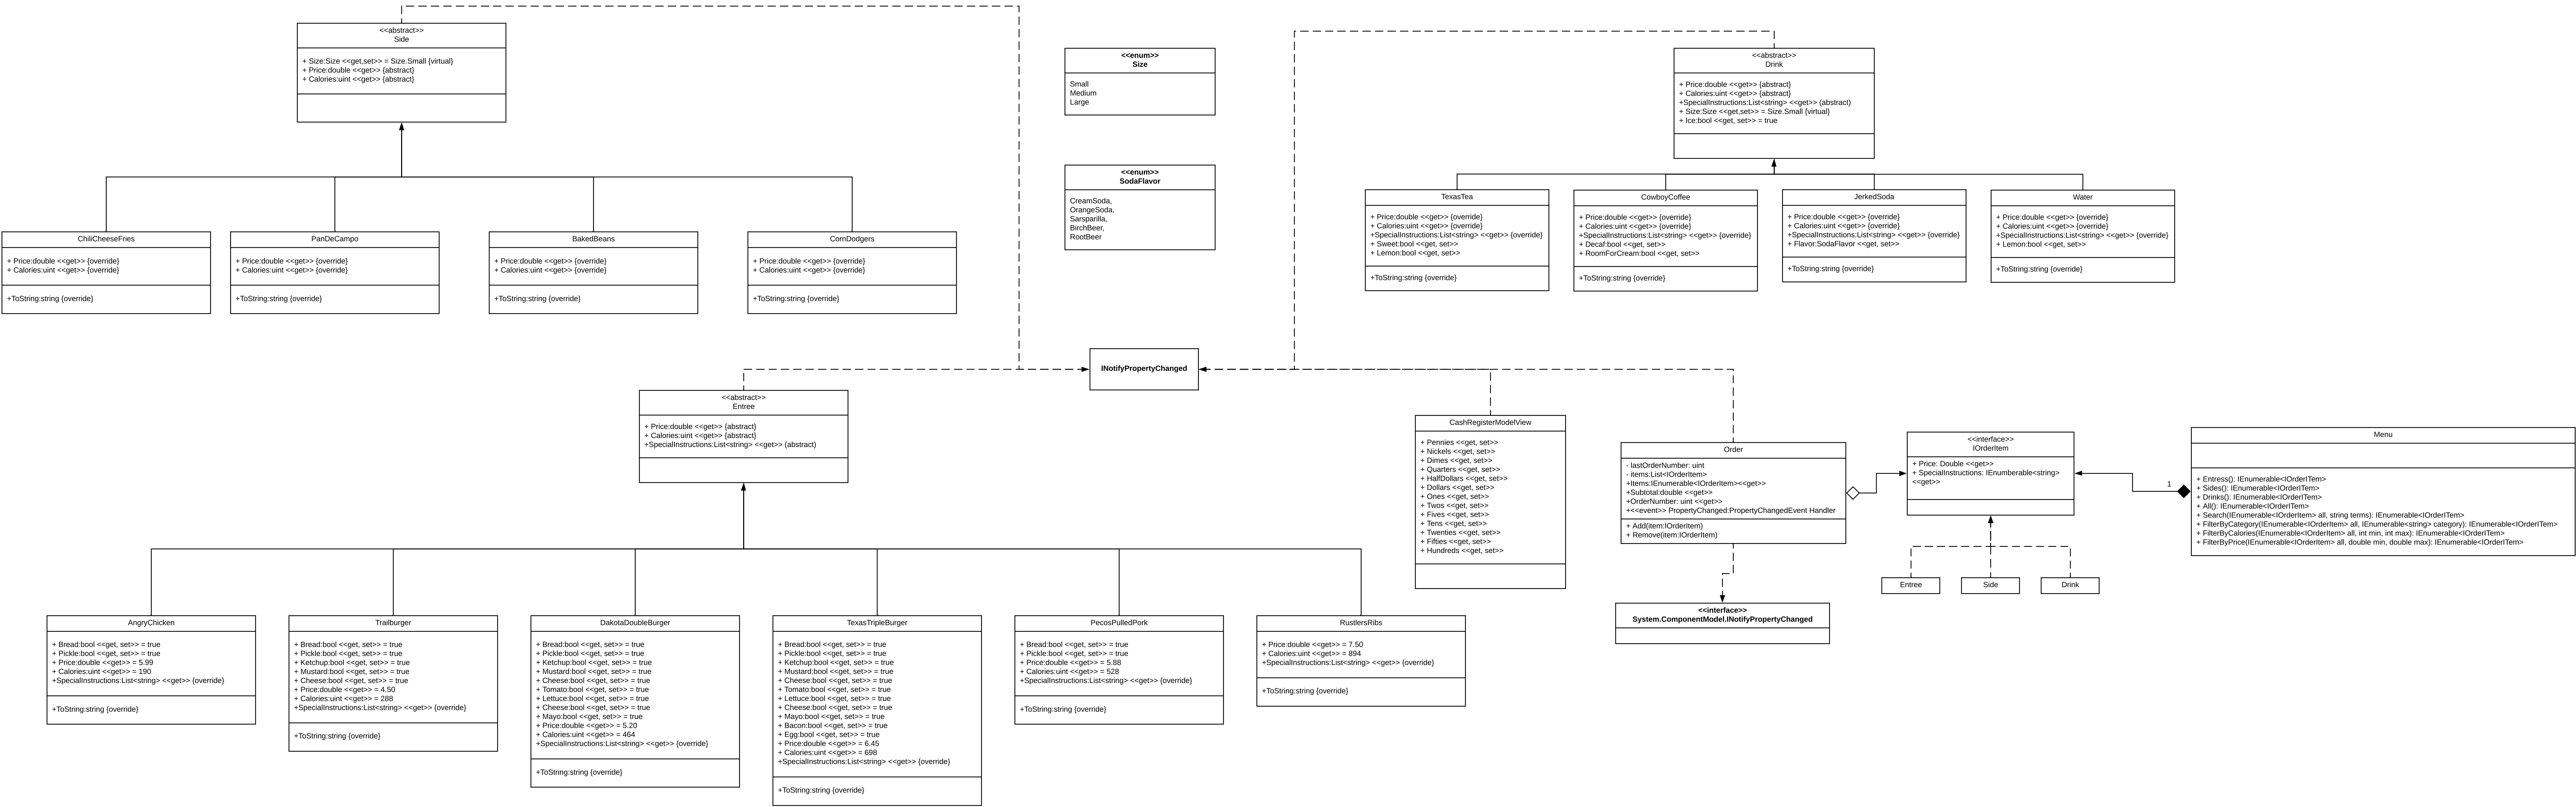 <<abstract>>
Side
+ Size:Size <<get,set>> = Size.Small {virtual}
+ Price:double <<get>> {abstract}
+ Calories:uint <<get>> {abstract}
<<enum>>
Size
Small
Medium
Large
<<abstract>>
Drink
+ Price:double <<get>> {abstract}
+ Calories:uint <<get>> {abstract}
+SpecialInstructions:List<string> <<get>> (abstract)
+ Size:Size <<get,set>> = Size.Small {virtual}
+ Ice:bool <<get, set>> = true
<<enum>>
SodaFlavor
CreamSoda,
OrangeSoda,
Sarsparilla,
BirchBeer,
RootBeer
ChiliCheeseFries
+ Price:double <<get>> {override}
+ Calories:uint <<get>> {override}
+ToString:string {override}
PanDeCampo
+ Price:double <<get>> {override}
+ Calories:uint <<get>> {override}
+ToString:string {override}
BakedBeans
+ Price:double <<get>> {override}
+ Calories:uint <<get>> {override}
+ToString:string {override}
CornDodgers
+ Price:double <<get>> {override}
+ Calories:uint <<get>> {override}
+ToString:string {override}
TexasTea
+ Price:double <<get>> {override}
+ Calories:uint <<get>> {override}
+SpecialInstructions:List<string> <<get>> {override}
+ Sweet:bool <<get, set>>
+ Lemon:bool <<get, set>>
+ToString:string {override}
CowboyCoffee
+ Price:double <<get>> {override}
+ Calories:uint <<get>> {override}
+SpecialInstructions:List<string> <<get>> {override}
+ Decaf:bool <<get, set>>
+ RoomForCream:bool <<get, set>>
+ToString:string {override}
JerkedSoda
+ Price:double <<get>> {override}
+ Calories:uint <<get>> {override}
+SpecialInstructions:List<string> <<get>> {override}
+ Flavor:SodaFlavor <<get, set>>
+ToString:string {override}
Water
+ Price:double <<get>> {override}
+ Calories:uint <<get>> {override}
+SpecialInstructions:List<string> <<get>> {override}
+ Lemon:bool <<get, set>>
+ToString:string {override}
INotifyPropertyChanged
<<abstract>>
Entree
+ Price:double <<get>> {abstract}
+ Calories:uint <<get>> {abstract}
+SpecialInstructions:List<string> <<get>> (abstract)
CashRegisterModelView
+ Pennies <<get, set>>
+ Nickels <<get, set>>
+ Dimes <<get, set>>
+ Quarters <<get, set>>
+ HalfDollars <<get, set>>
+ Dollars <<get, set>>
+ Ones <<get, set>>
+ Twos <<get, set>>
+ Fives <<get, set>>
+ Tens <<get, set>>
+ Twenties <<get, set>>
+ Fifties <<get, set>>
+ Hundreds <<get, set>>
Order
- lastOrderNumber: uint
- items:List<IOrderItem>
+Items:IEnumerable<IOrderItem><<get>>
+Subtotal:double <<get>>
+OrderNumber: uint <<get>>
+<<event>> PropertyChanged:PropertyChangedEvent Handler
+ Add(item:IOrderItem)
+ Remove(item:IOrderItem)
<<interface>>
IOrderItem
+ Price: Double <<get>>
+ SpecialInstructions: IEnumberable<string>
<<get>>
1
Menu
+ Entress(): IEnumerable<IOrderITem>
+ Sides(): IEnumerable<IOrderITem>
+ Drinks(): IEnumerable<IOrderITem>
+ All(): IEnumerable<IOrderITem>
+ Search(IEnumerable<IOrderItem> all, string terms): IEnumerable<IOrderITem>
+ FilterByCategory(IEnumerable<IOrderItem> all, IEnumerable<string> category): IEnumerable<IOrderITem>
+ FilterByCalories(IEnumerable<IOrderItem> all, int min, int max): IEnumerable<IOrderITem>
+ FilterByPrice(IEnumerable<IOrderItem> all, double min, double max): IEnumerable<IOrderITem>
Entree
Side
Drink
<<interface>>
System.ComponentModel.INotifyPropertyChanged
AngryChicken
+ Bread:bool <<get, set>> = true
+ Pickle:bool <<get, set>> = true
+ Price:double <<get>> = 5.99
+ Calories:uint <<get>> = 190
+SpecialInstructions:List<string> <<get>> {override}
+ToString:string {override}
Trailburger
+ Bread:bool <<get, set>> = true
+ Pickle:bool <<get, set>> = true
+ Ketchup:bool <<get, set>> = true
+ Mustard:bool <<get, set>> = true
+ Cheese:bool <<get, set>> = true
+ Price:double <<get>> = 4.50
+ Calories:uint <<get>> = 288
+SpecialInstructions:List<string> <<get>> {override}
+ToString:string {override}
DakotaDoubleBurger
+ Bread:bool <<get, set>> = true
+ Pickle:bool <<get, set>> = true
+ Ketchup:bool <<get, set>> = true
+ Mustard:bool <<get, set>> = true
+ Cheese:bool <<get, set>> = true
+ Tomato:bool <<get, set>> = true
+ Lettuce:bool <<get, set>> = true
+ Cheese:bool <<get, set>> = true
+ Mayo:bool <<get, set>> = true
+ Price:double <<get>> = 5.20
+ Calories:uint <<get>> = 464
+SpecialInstructions:List<string> <<get>> {override}
+ToString:string {override}
TexasTripleBurger
+ Bread:bool <<get, set>> = true
+ Pickle:bool <<get, set>> = true
+ Ketchup:bool <<get, set>> = true
+ Mustard:bool <<get, set>> = true
+ Cheese:bool <<get, set>> = true
+ Tomato:bool <<get, set>> = true
+ Lettuce:bool <<get, set>> = true
+ Cheese:bool <<get, set>> = true
+ Mayo:bool <<get, set>> = true
+ Bacon:bool <<get, set>> = true
+ Egg:bool <<get, set>> = true
+ Price:double <<get>> = 6.45
+ Calories:uint <<get>> = 698
+SpecialInstructions:List<string> <<get>> {override}
+ToString:string {override}
PecosPulledPork
+ Bread:bool <<get, set>> = true
+ Pickle:bool <<get, set>> = true
+ Price:double <<get>> = 5.88
+ Calories:uint <<get>> = 528
+SpecialInstructions:List<string> <<get>> {override}
+ToString:string {override}
RustlersRibs
+ Price:double <<get>> = 7.50
+ Calories:uint <<get>> = 894
+SpecialInstructions:List<string> <<get>> {override}
+ToString:string {override}